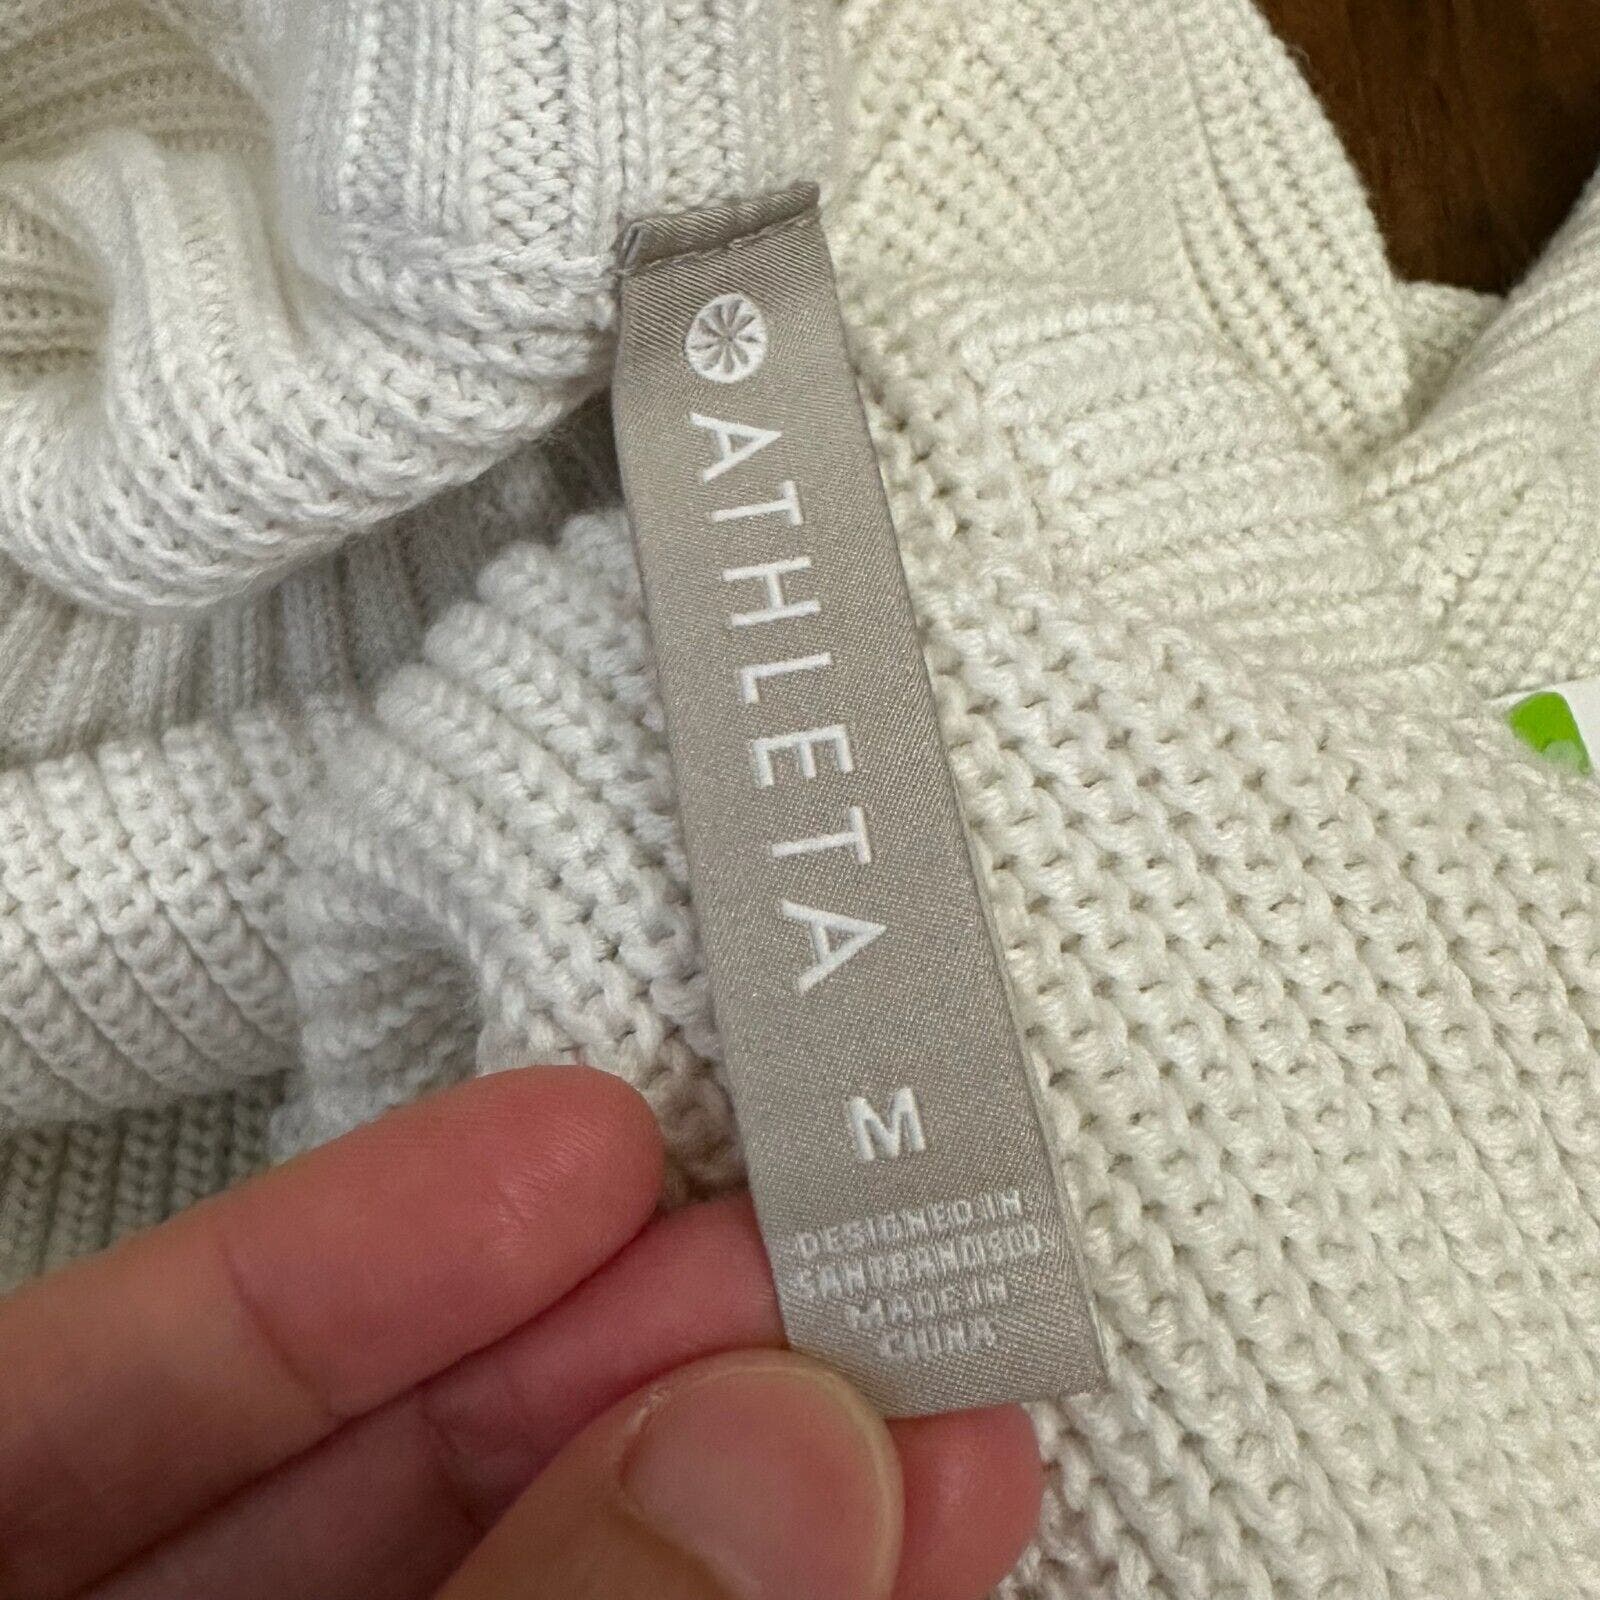 ATHLETA
M
DESIGNED IN
SAN FRANCISCO
MADE IN
CHINA